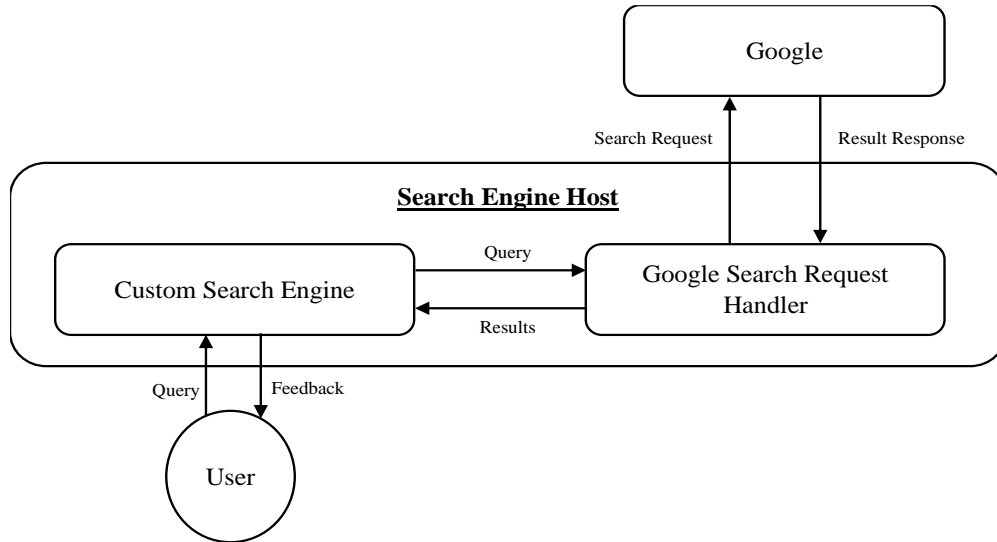 Google
Search Request
Result Response
Search Engine Host
Query
Custom Search Engine
Google Search Request
Handler
Results
Query
Feedback
User